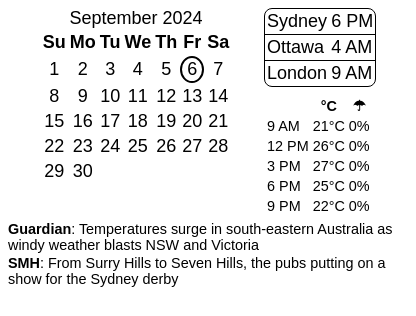 September 2024
Su Mo Tu We Th Fr Sa
1 2 3 4 5 6 7
8 9 10 11 12 13 14
15 16 17 18 19 20 21
22 23 24 25 26 27 28
29 30
Sydney 6 PM
Ottawa 4 AM
London 9 AM
°C ☂
9 AM 21°C 0%
12 PM 26°C 0%
3 PM 27°C 0%
6 PM 25°C 0%
9 PM 22°C 0%
Guardian: Temperatures surge in south-eastern Australia as
windy weather blasts NSW and Victoria
SMH: From Surry Hills to Seven Hills, the pubs putting on a
show for the Sydney derby